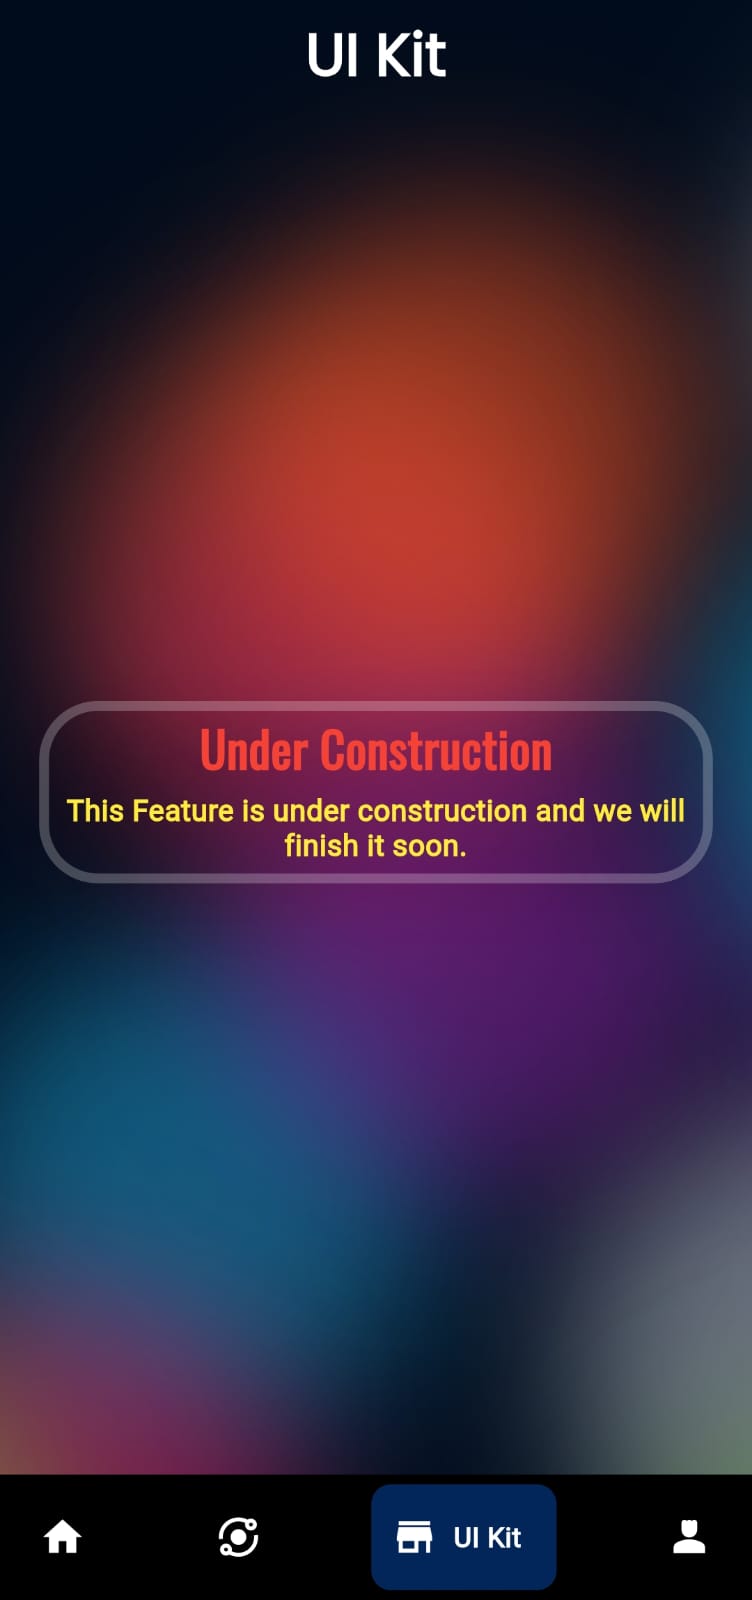 UI Kit
Under Construction
This Feature is under construction and we will
finish it soon.
UI Kit